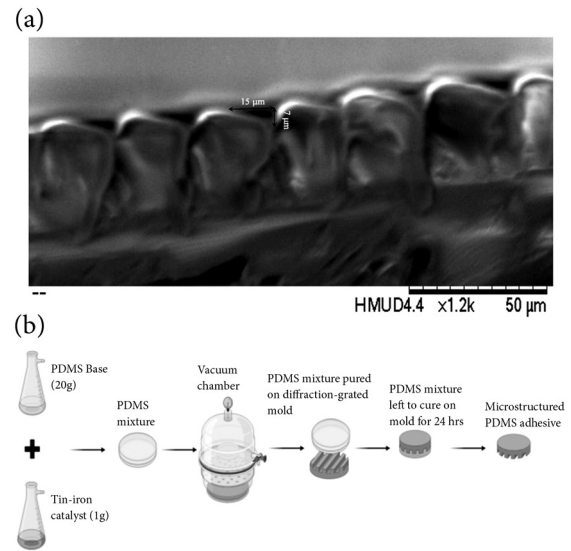 (a)
15 μm
7 μm
HMUD4.4 x1.2k 50 μm
(b)
PDMS Base
(20g)
Tin-iron
catalyst (1g)
PDMS
mixture
Vacuum
chamber
PDMS mixture pured
on diffraction-grated
mold
PDMS mixture
left to cure on
mold for 24 hrs
Microstructured
PDMS adhesive